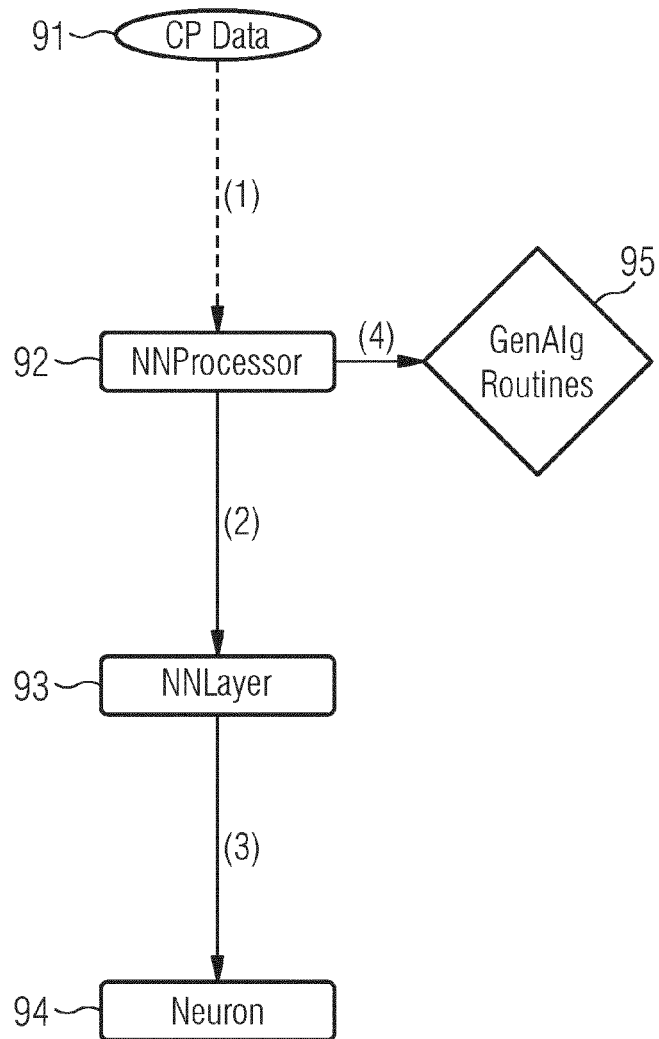 91 CP Data
(1)
95
92 NNProcessor (4) GenAlg
Routines
(2)
93 NNLayer
(3)
94 Neuron